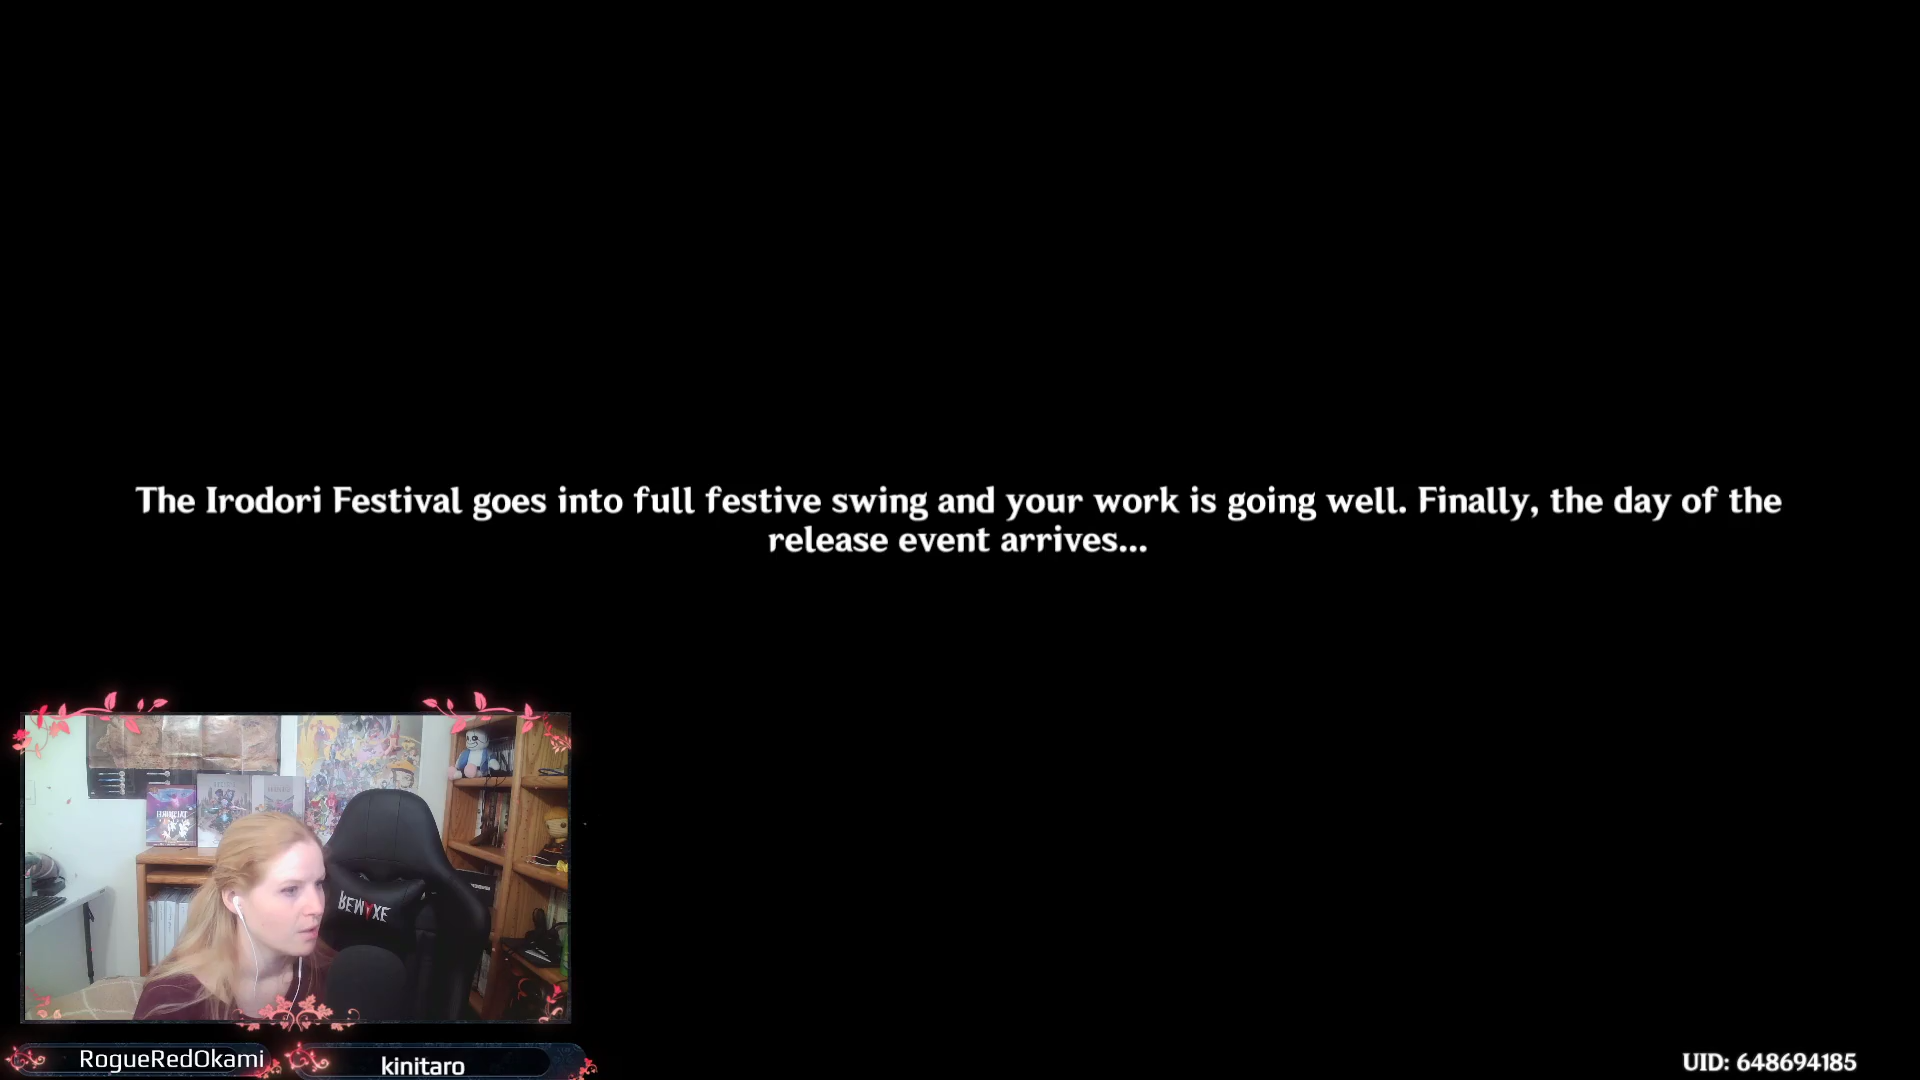 The Irodori Festival goes into full festive swing and your work is going well. Finally, the day of the
release event arrives...
RogueRedOkami
kinitaro
UID: 648694185